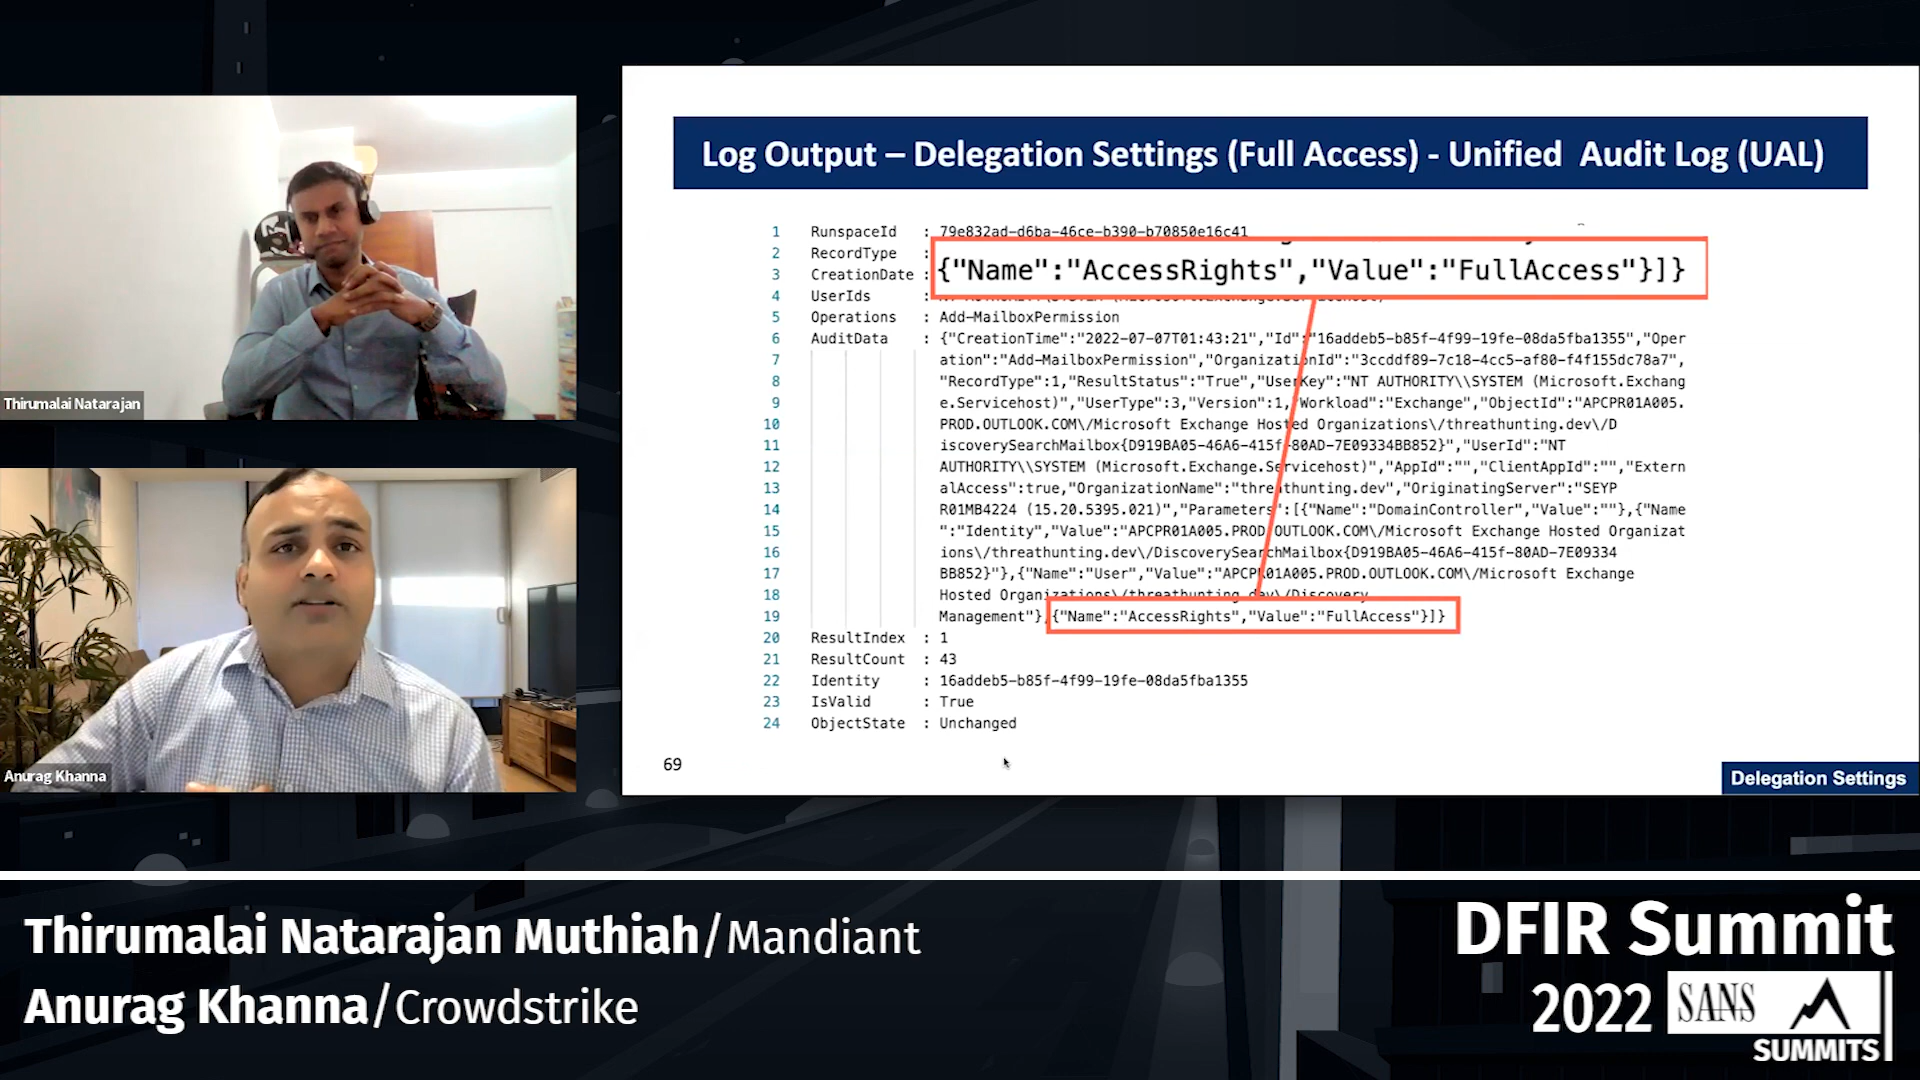 Thirumalai Natarajan
Anurag Khanna
Log Output – Delegation Settings (Full Access) - Unified Audit Log (UAL)
1 RunspaceId : 79e832ad-d6ba-46ce-b390-b70850e16c41
2 RecordType :
3 CreationDate :
{"Name":"AccessRights","Value":"FullAccess"}]}
4 UserIds :
5 Operations : Add-MailboxPermission
6 AuditData : {"CreationTime":"2022-07-07T01:43:21","Id":"16addeb5-b85f-4f99-19fe-08da5fba1355","Oper
7 ation":"Add-MailboxPermission","OrganizationId":"3ccddf89-7c18-4cc5-af80-f4f155dc78a7",
8 "RecordType":1,"ResultStatus":"True","UserKey":"NT AUTHORITY\\SYSTEM (Microsoft.Exchang
9 e.Servicehost)","UserType":3,"Version":1,"Workload":"Exchange","ObjectId":"APCPR01A005.
10 PROD.OUTLOOK.COM\/Microsoft Exchange Hosted Organizations\/threathunting.dev\/D
11 iscoverySearchMailbox{D919BA05-46A6-415f-80AD-7E09334BB852}","UserId":"NT
12 AUTHORITY\\SYSTEM (Microsoft.Exchange.Servicehost)","AppId":"","ClientAppId":"","Extern
13 alAccess":true,"OrganizationName":"threathunting.dev","OriginatingServer":"SEYP
14 R01MB4224 (15.20.5395.021)","Parameters":[{"Name":"DomainController","Value":""},{"Name
15 ":"Identity","Value":"APCPR01A005.PROD.OUTLOOK.COM\/Microsoft Exchange Hosted Organizat
16 ions\/threathunting.dev\/DiscoverySearchMailbox{D919BA05-46A6-415f-80AD-7E09334
17 BB852}"},{"Name":"User","Value":"APCPR01A005.PROD.OUTLOOK.COM\/Microsoft Exchange
18 Hosted Organizations\/threathunting.dev\/Discovery
19 Management"},{"Name":"AccessRights","Value":"FullAccess"}]}
20 ResultIndex : 1
21 ResultCount : 43
22 Identity : 16addeb5-b85f-4f99-19fe-08da5fba1355
23 IsValid : True
24 ObjectState : Unchanged
69
Delegation Settings
Thirumalai Natarajan Muthiah/Mandiant
Anurag Khanna/Crowdstrike
DFIR Summit
2022 SANS
SUMMITS